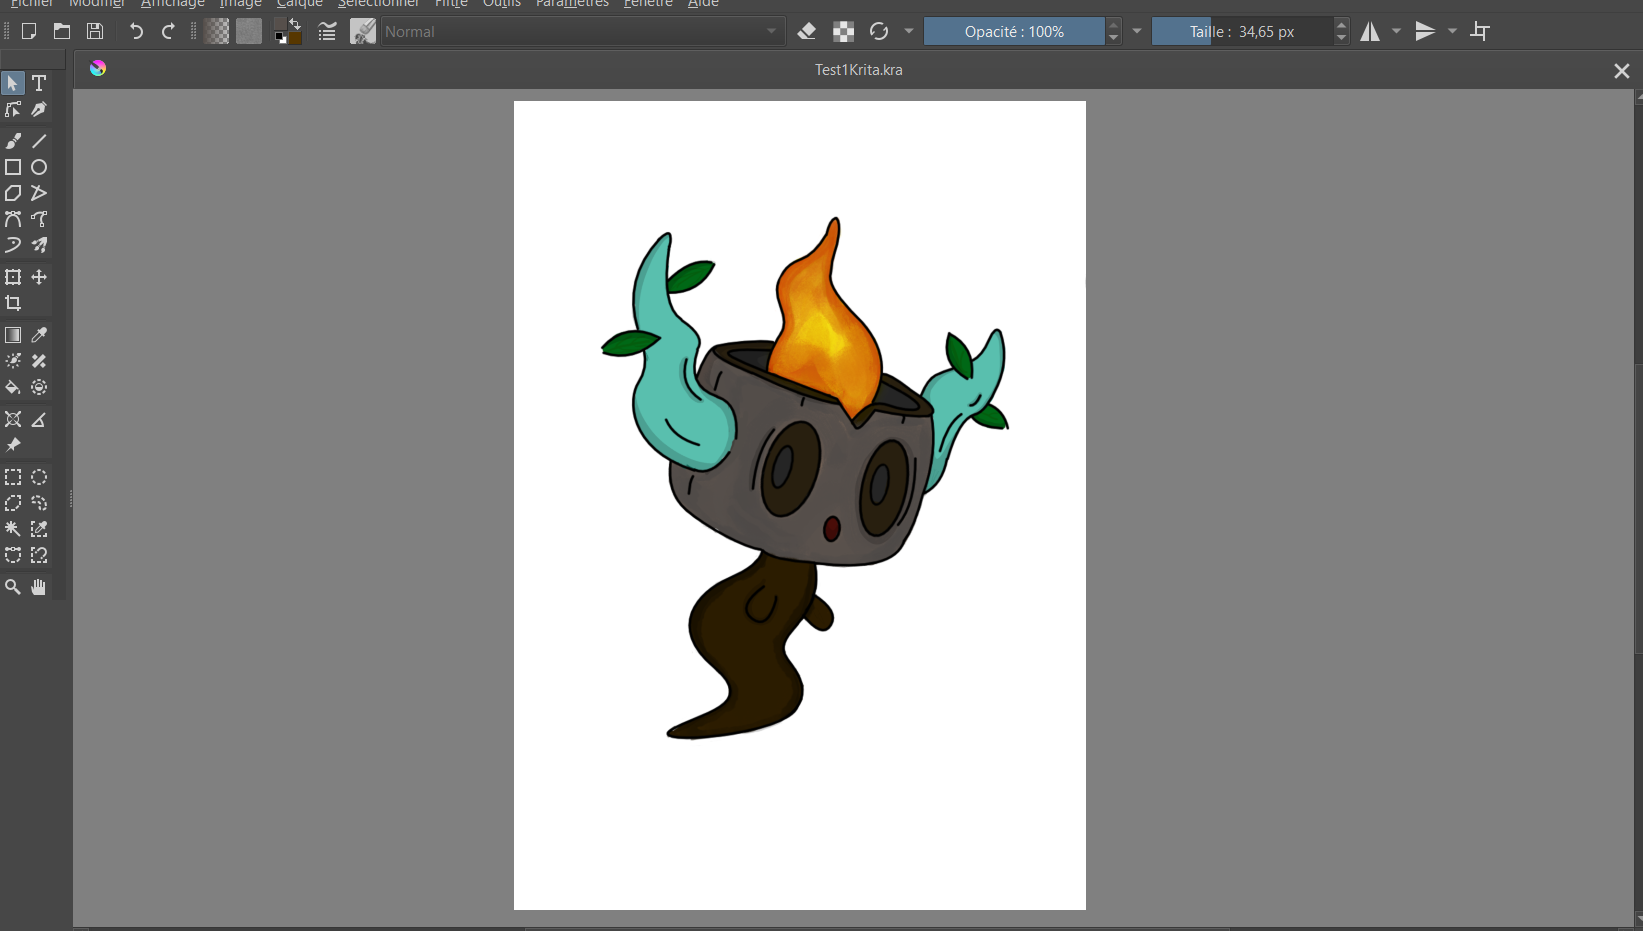 Fichier Modifier Affichage Image Calque Sélectionner Filtre Outils Paramètres Fenêtre Aide
Normal Opacité : 100% Taille : 34,65 px
Test1Krita.kra
T